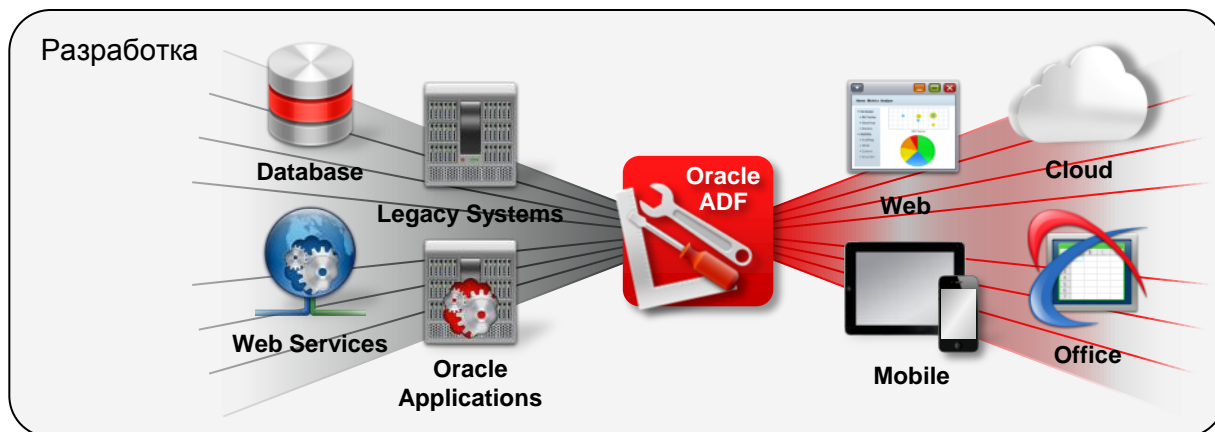 Разработка
Database
Legacy Systems
Web Services
Oracle
Applications
Oracle
ADF
Web
Cloud
Mobile
Office